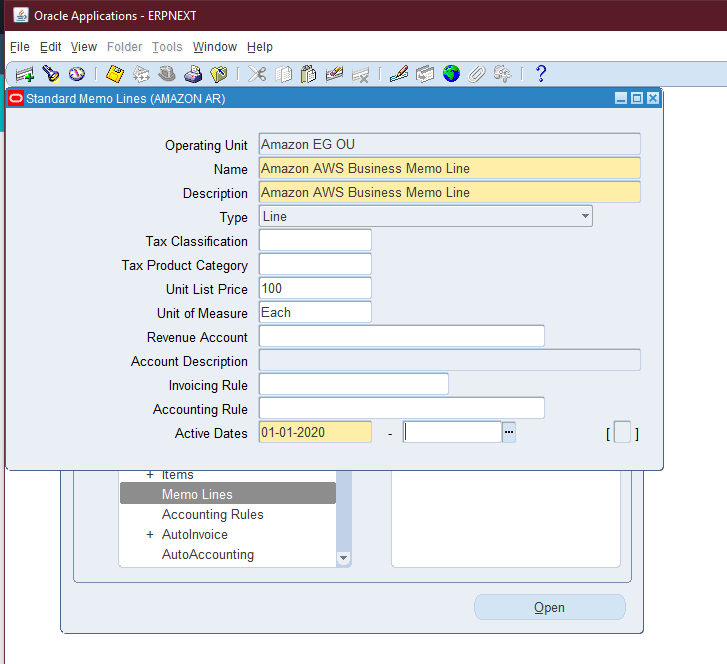 Oracle Applications - ERPNEXT
File Edit View Folder Tools Window Help
?
Standard Memo Lines (AMAZON AR)
Operating Unit Amazon EG OU
Name Amazon AWS Business Memo Line
Description Amazon AWS Business Memo Line
Type Line
Tax Classification
Tax Product Category
Unit List Price 100
Unit of Measure Each
Revenue Account
Account Description
Invoicing Rule
Accounting Rule
Active Dates 01-01-2020 - ... [ ]
+ Items
Memo Lines
Accounting Rules
+ AutoInvoice
AutoAccounting
Open